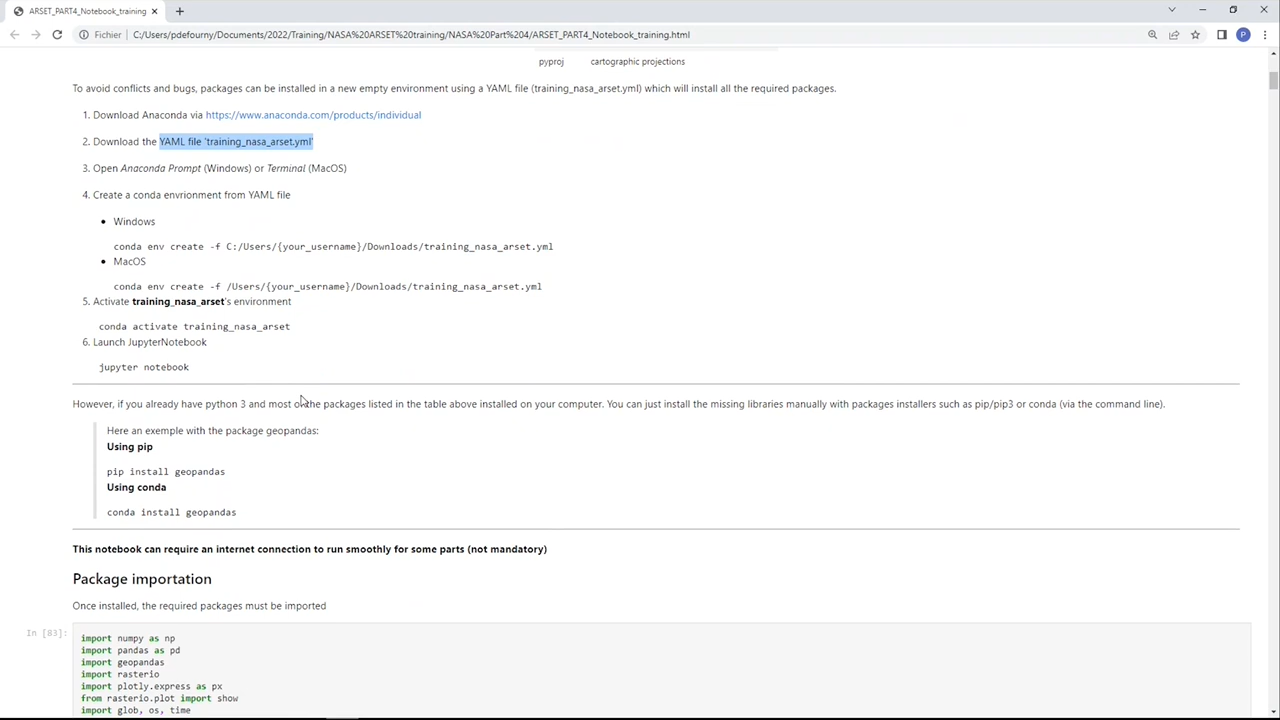 ARSET_PART4_Notebook_training
Fichier C:/Users/pdefourny/Documents/2022/Training/NASA%20ARSET%20training/NASA%20Part%204/ARSET_PART4_Notebook_training.html
P
pyproj cartographic projections
To avoid conflicts and bugs, packages can be installed in a new empty environment using a YAML file (training_nasa_arset.yml) which will install all the required packages.
1. Download Anaconda via https://www.anaconda.com/products/individual
2. Download the YAML file 'training_nasa_arset.yml'
3. Open Anaconda Prompt (Windows) or Terminal (MacOS)
4. Create a conda envrionment from YAML file
• Windows
conda env create -f C:/Users/{your_username}/Downloads/training_nasa_arset.yml
• MacOS
conda env create -f /Users/{your_username}/Downloads/training_nasa_arset.yml
5. Activate training_nasa_arset's environment
conda activate training_nasa_arset
6. Launch JupyterNotebook
jupyter notebook
However, if you already have python 3 and most of the packages listed in the table above installed on your computer. You can just install the missing libraries manually with packages installers such as pip/pip3 or conda (via the command line).
Here an exemple with the package geopandas:
Using pip
pip install geopandas
Using conda
conda install geopandas
This notebook can require an internet connection to run smoothly for some parts (not mandatory)
Package importation
Once installed, the required packages must be imported
In [83]:
import numpy as np
import pandas as pd
import geopandas
import rasterio
import plotly.express as px
from rasterio.plot import show
import glob, os, time